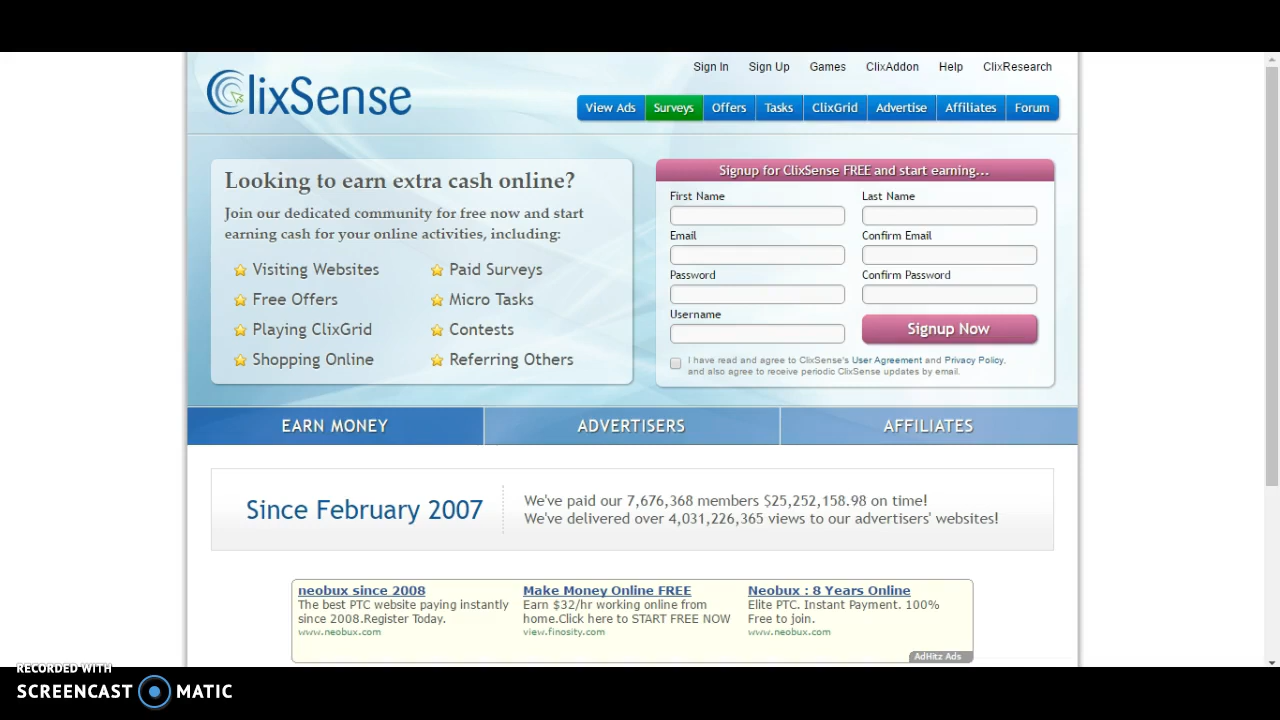 Sign In Sign Up Games ClixAddon Help ClixResearch
ClixSense
View Ads Surveys Offers Tasks ClixGrid Advertise Affiliates Forum
Looking to earn extra cash online?
Join our dedicated community for free now and start
earning cash for your online activities, including:
Visiting Websites Paid Surveys
Free Offers Micro Tasks
Playing ClixGrid Contests
Shopping Online Referring Others
Signup for ClixSense FREE and start earning...
First Name Last Name
Email Confirm Email
Password Confirm Password
Username
Signup Now
I have read and agree to ClixSense's User Agreement and Privacy Policy,
and also agree to receive periodic ClixSense updates by email.
EARN MONEY ADVERTISERS AFFILIATES
Since February 2007
We've paid our 7,676,368 members $25,252,158.98 on time!
We've delivered over 4,031,226,365 views to our advertisers' websites!
neobux since 2008
The best PTC website paying instantly
since 2008.Register Today.
www.neobux.com
Make Money Online FREE
Earn $32/hr working online from
home.Click here to START FREE NOW
view.finosity.com
Neobux : 8 Years Online
Elite PTC. Instant Payment. 100%
Free to join.
www.neobux.com
AdHitz Ads
RECORDED WITH
SCREENCAST MATIC